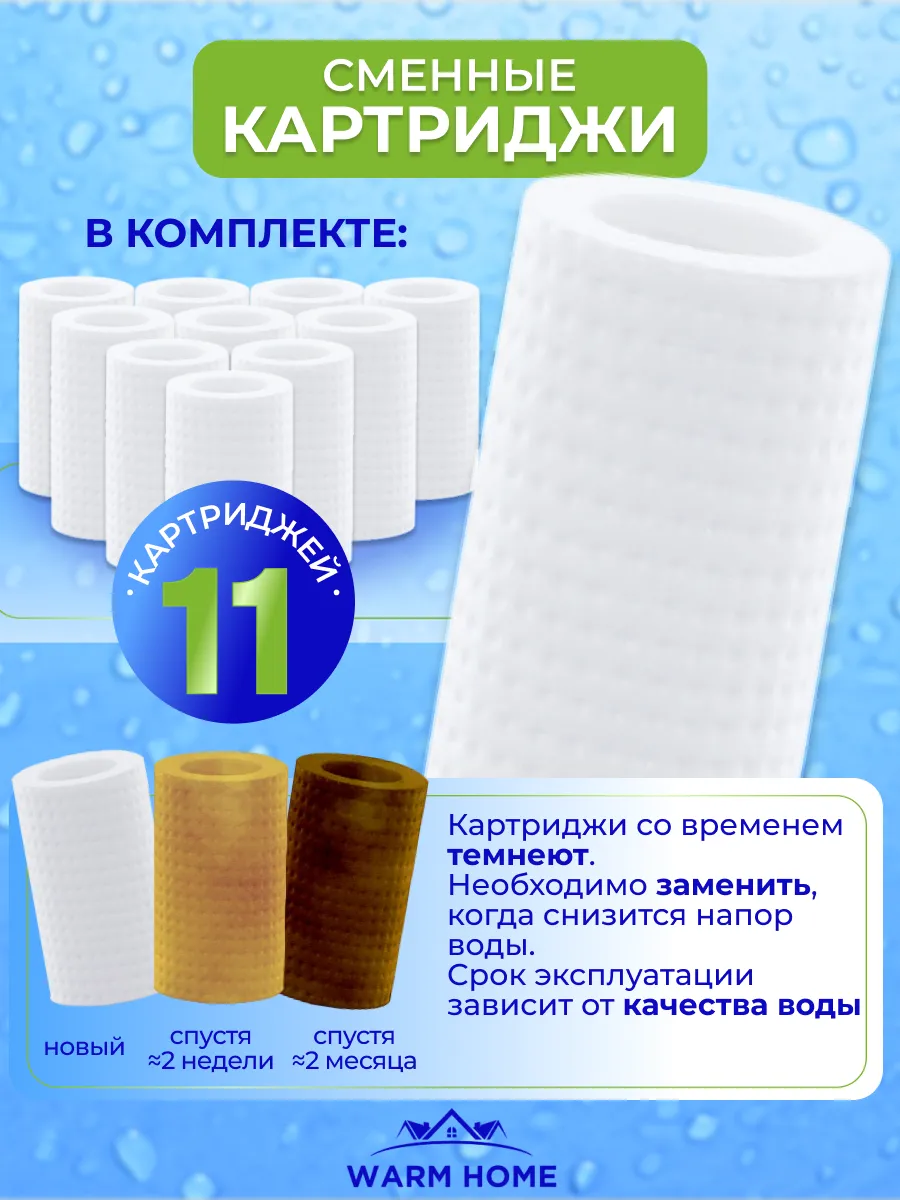 СМЕННЫЕ
КАРТРИДЖИ
В КОМПЛЕКТЕ:
КАРТРИДЖЕЙ
11
Картриджи со временем
темнеют.
Необходимо заменить,
когда снизится напор
воды.
Срок эксплуатации
зависит от качества воды
новый
спустя
≈2 недели
спустя
≈2 месяца
WARM HOME